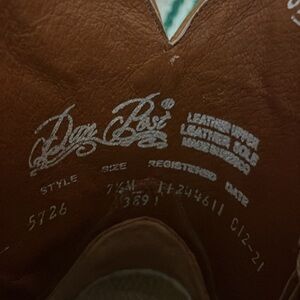 Dan Post®
LEATHER UPPER
LEATHER SOLE
MADE IN MEXICO
STYLE SIZE REGISTERED DATE
5726 7½M 11244611 C12-21
3891